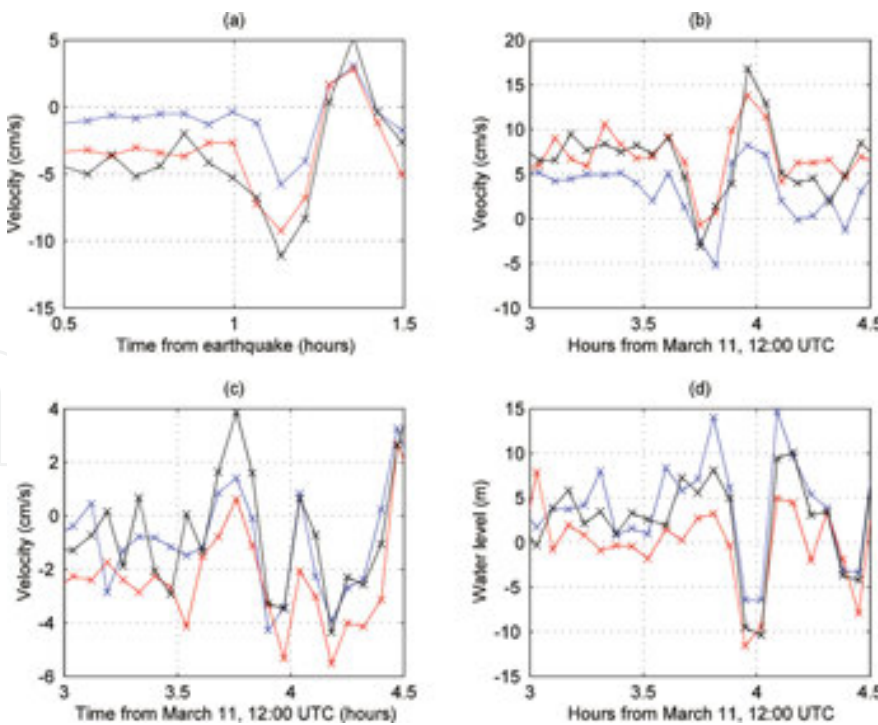 (a)
5
0
-5
-10
-15
Velocity (cm/s)
0.5 1 1.5
Time from earthquake (hours)
(b)
20
15
10
5
0
-5
-10
Veocity (cm/s)
3 3.5 4 4.5
Hours from March 11, 12:00 UTC
(c)
4
2
0
-2
-4
-6
Velocity (cm/s)
3 3.5 4 4.5
Time from March 11, 12:00 UTC (hours)
(d)
15
10
5
0
-5
-10
-15
Water level (m)
3 3.5 4 4.5
Hours from March 11, 12:00 UTC